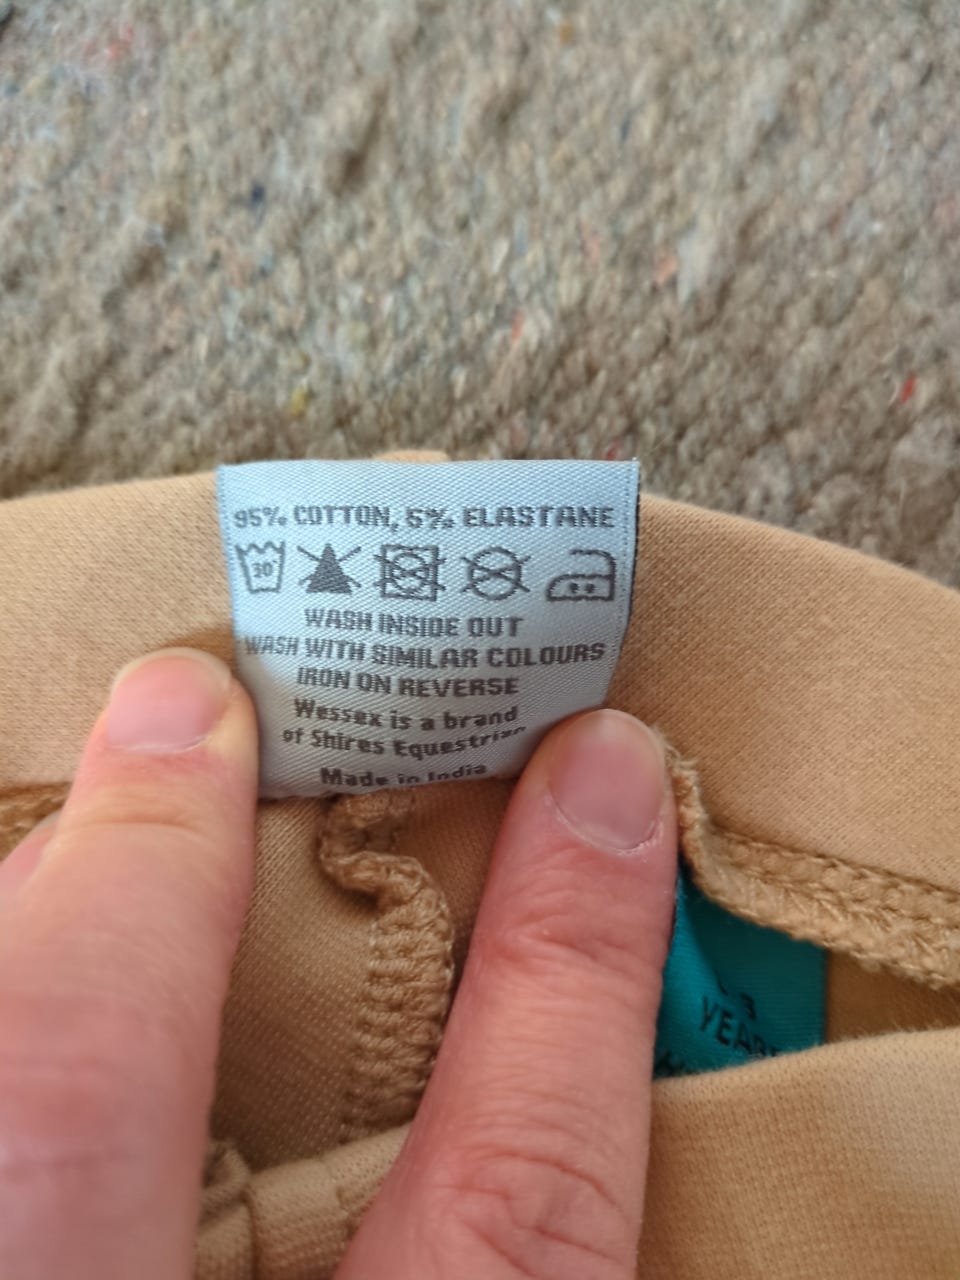 95% COTTON, 5% ELASTANE
30°
WASH INSIDE OUT
WASH WITH SIMILAR COLOURS
IRON ON REVERSE
Wessex is a brand
of Shires Equestrian
Made in India
3
YEARS